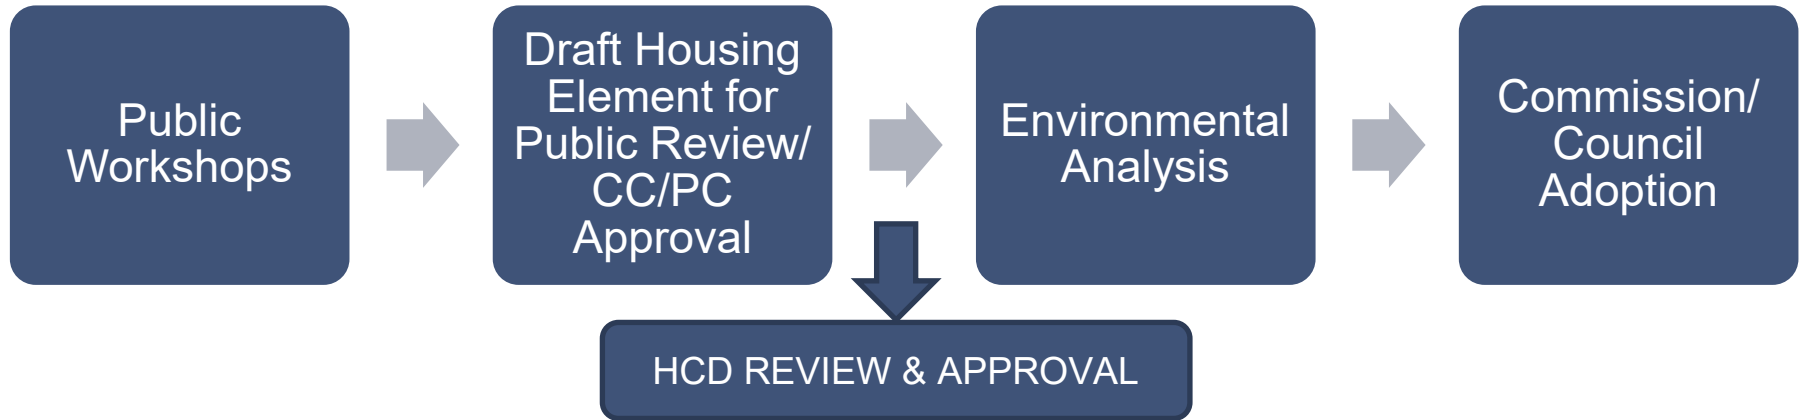 Public
Workshops
Draft Housing
Element for
Public Review/
CC/PC
Approval
Environmental
Analysis
Commission/
Council
Adoption
HCD REVIEW & APPROVAL